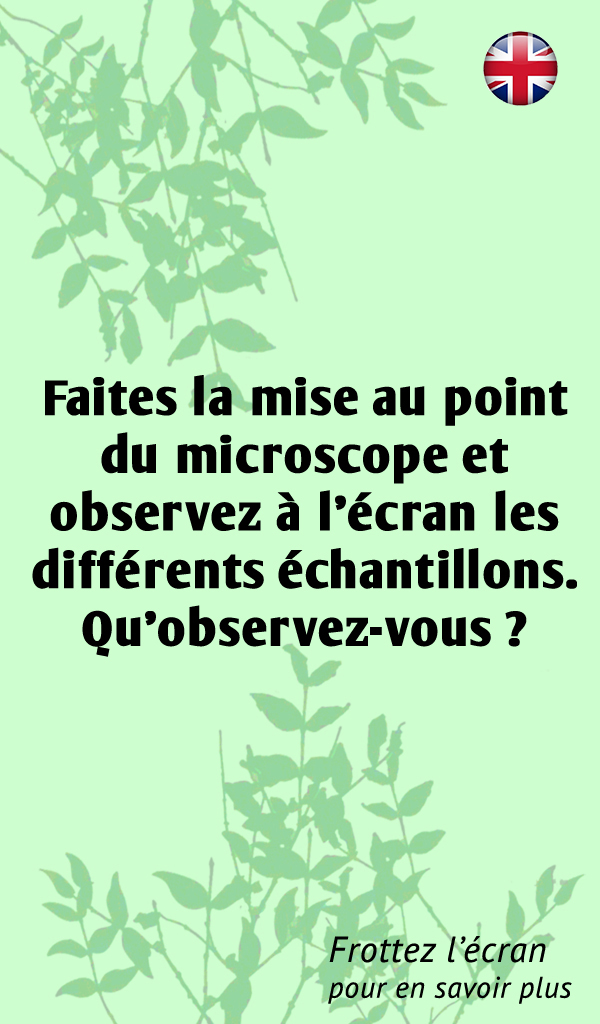 Faites la mise au point
du microscope et
observez à l’écran les
différents échantillons.
Qu’observez-vous ?
Frottez l’écran
pour en savoir plus